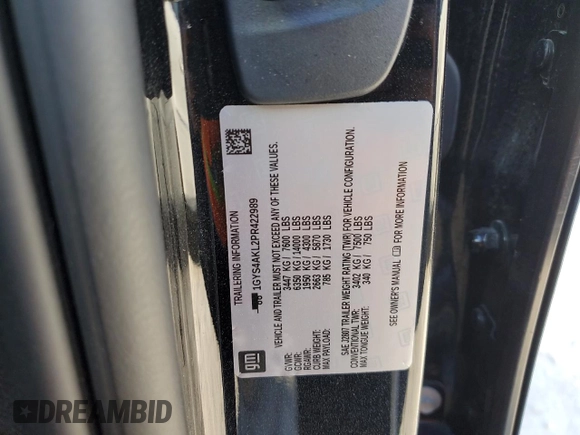 TRAILERING INFORMATION
1GYS4AKL2PR422989
VEHICLE AND TRAILER MUST NOT EXCEED ANY OF THESE VALUES.
GVWR: 3447 KG / 7600 LBS
GCWR: 6350 KG / 14000 LBS
RGAWR: 1950 KG / 4300 LBS
CURB WEIGHT: 2663 KG / 5870 LBS
MAX PAYLOAD: 785 KG / 1730 LBS
SAE J2807 TRAILER WEIGHT RATING (TWR) FOR VEHICLE CONFIGURATION.
CONVENTIONAL TWR: 3402 KG / 7500 LBS
MAX TONGUE WEIGHT: 340 KG / 750 LBS
SEE OWNER'S MANUAL FOR MORE INFORMATION
gm
DREAMBID